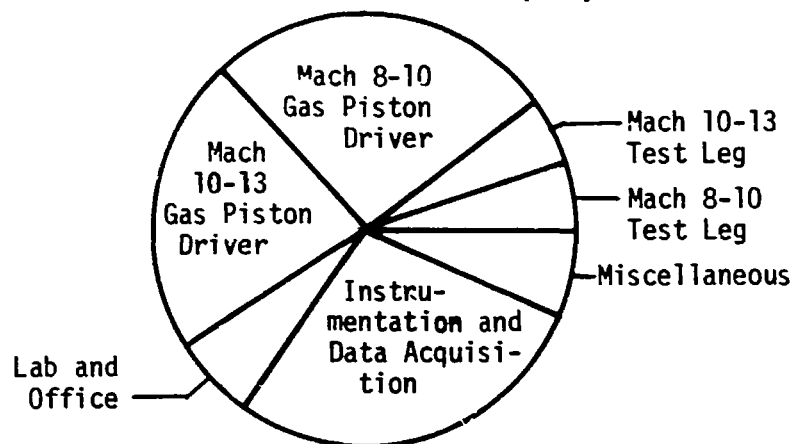 Mach 8-10
Gas Piston
Driver
Mach 10-13
Test Leg
Mach
10-13
Gas Piston
Driver
Mach 8-10
Test Leg
Miscellaneous
Instru-
mentation and
Data Acquisi-
tion
Lab and
Office